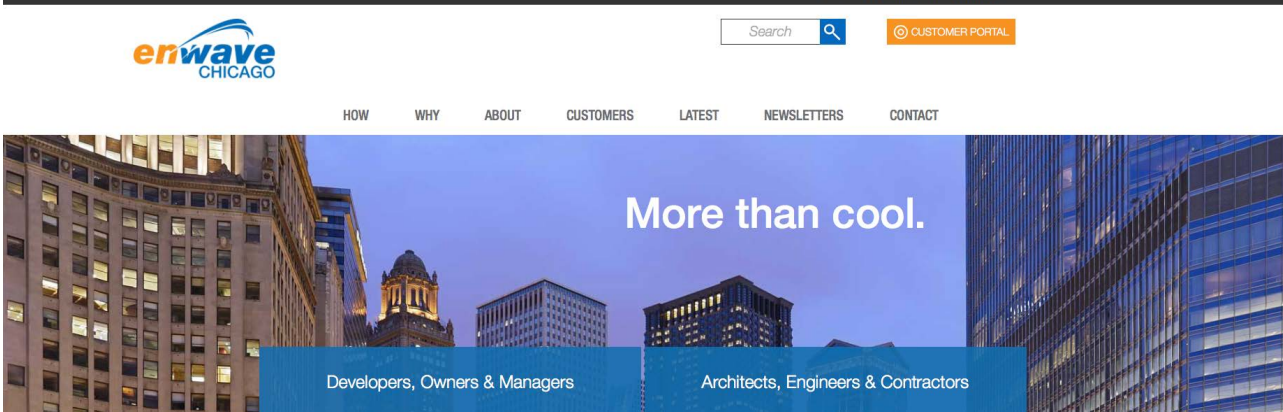 enwave
CHICAGO
Search
CUSTOMER PORTAL
HOW WHY ABOUT CUSTOMERS LATEST NEWSLETTERS CONTACT
More than cool.
Developers, Owners & Managers
Architects, Engineers & Contractors